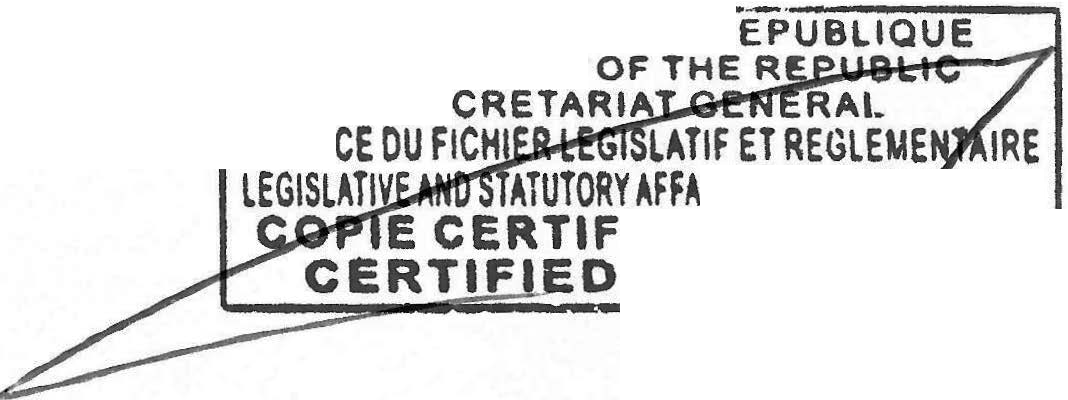 EPUBLIQUE
OF THE REPUBLIC
CRETARIAT GENERAL
CE DU FICHIER LEGISLATIF ET REGLEMENTAIRE
LEGISLATIVE AND STATUTORY AFFA
COPIE CERTIF
CERTIFIED